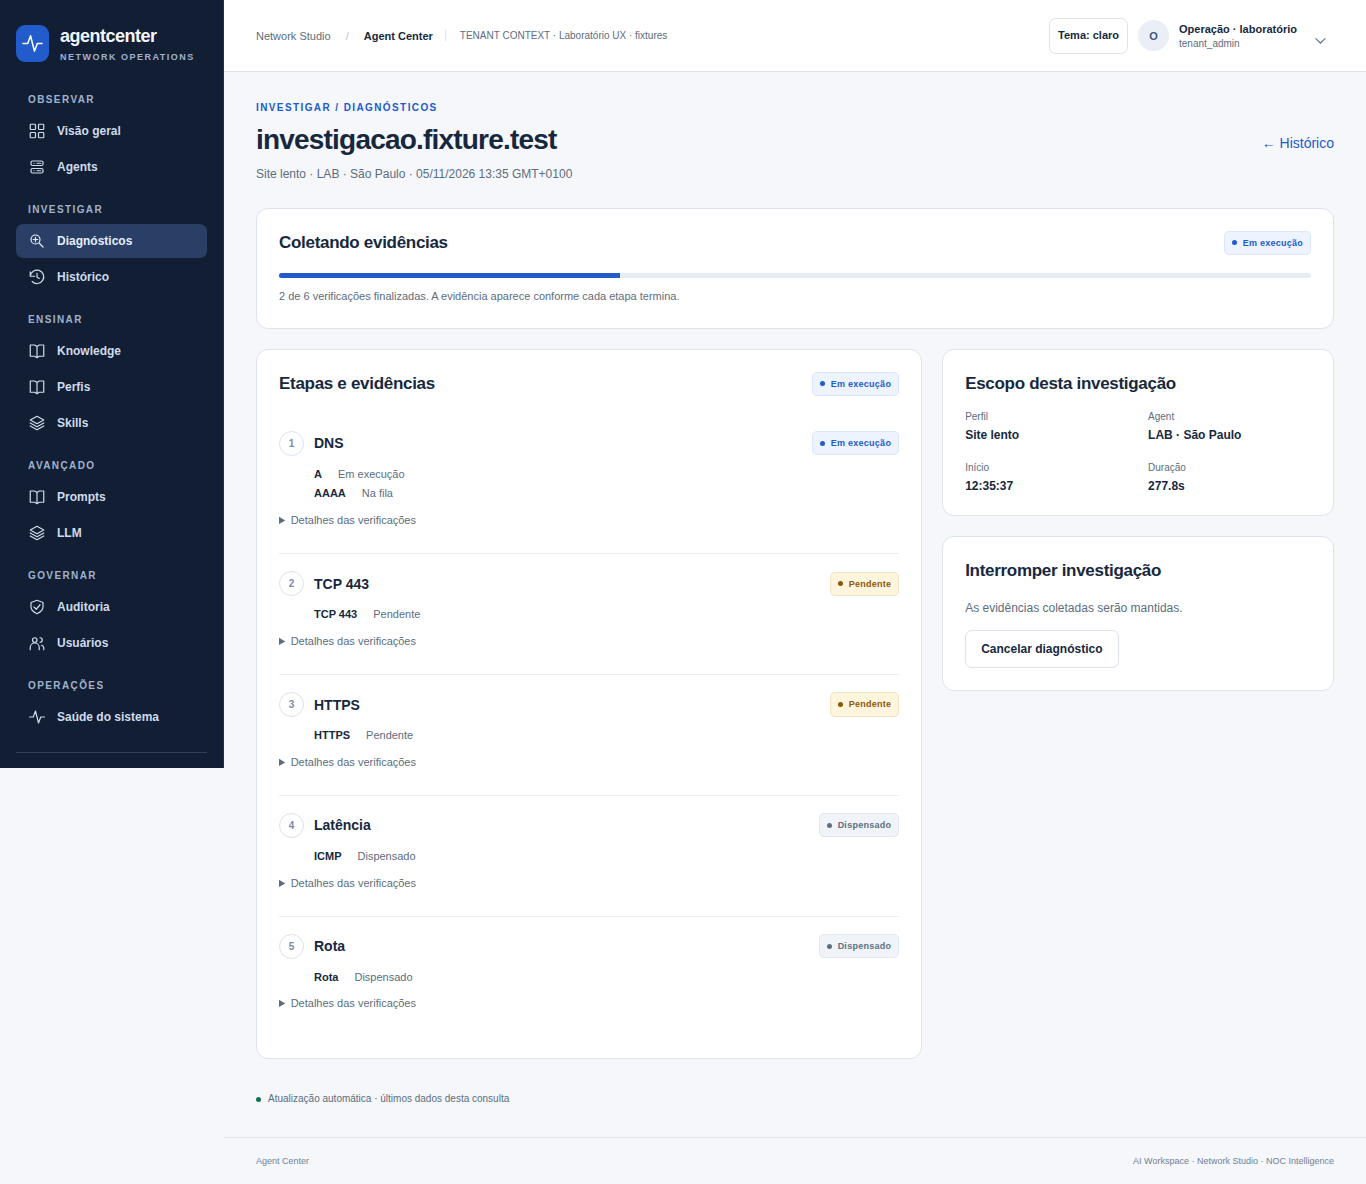 agentcenter
NETWORK OPERATIONS
OBSERVAR
Visão geral
Agents
INVESTIGAR
Diagnósticos
Histórico
ENSINAR
Knowledge
Perfis
Skills
AVANÇADO
Prompts
LLM
GOVERNAR
Auditoria
Usuários
OPERAÇÕES
Saúde do sistema
Network Studio / Agent Center TENANT CONTEXT · Laboratório UX · fixtures
Tema: claro
O
Operação · laboratório
tenant_admin
INVESTIGAR / DIAGNÓSTICOS
investigacao.fixture.test
← Histórico
Site lento · LAB · São Paulo · 05/11/2026 13:35 GMT+0100
Coletando evidências
Em execução
2 de 6 verificações finalizadas. A evidência aparece conforme cada etapa termina.
Etapas e evidências
Em execução
1 DNS
Em execução
A Em execução
AAAA Na fila
▶ Detalhes das verificações
2 TCP 443
Pendente
TCP 443 Pendente
▶ Detalhes das verificações
3 HTTPS
Pendente
HTTPS Pendente
▶ Detalhes das verificações
4 Latência
Dispensado
ICMP Dispensado
▶ Detalhes das verificações
5 Rota
Dispensado
Rota Dispensado
▶ Detalhes das verificações
Escopo desta investigação
Perfil Agent
Site lento LAB · São Paulo
Início Duração
12:35:37 277.8s
Interromper investigação
As evidências coletadas serão mantidas.
Cancelar diagnóstico
Atualização automática · últimos dados desta consulta
Agent Center
AI Workspace · Network Studio · NOC Intelligence